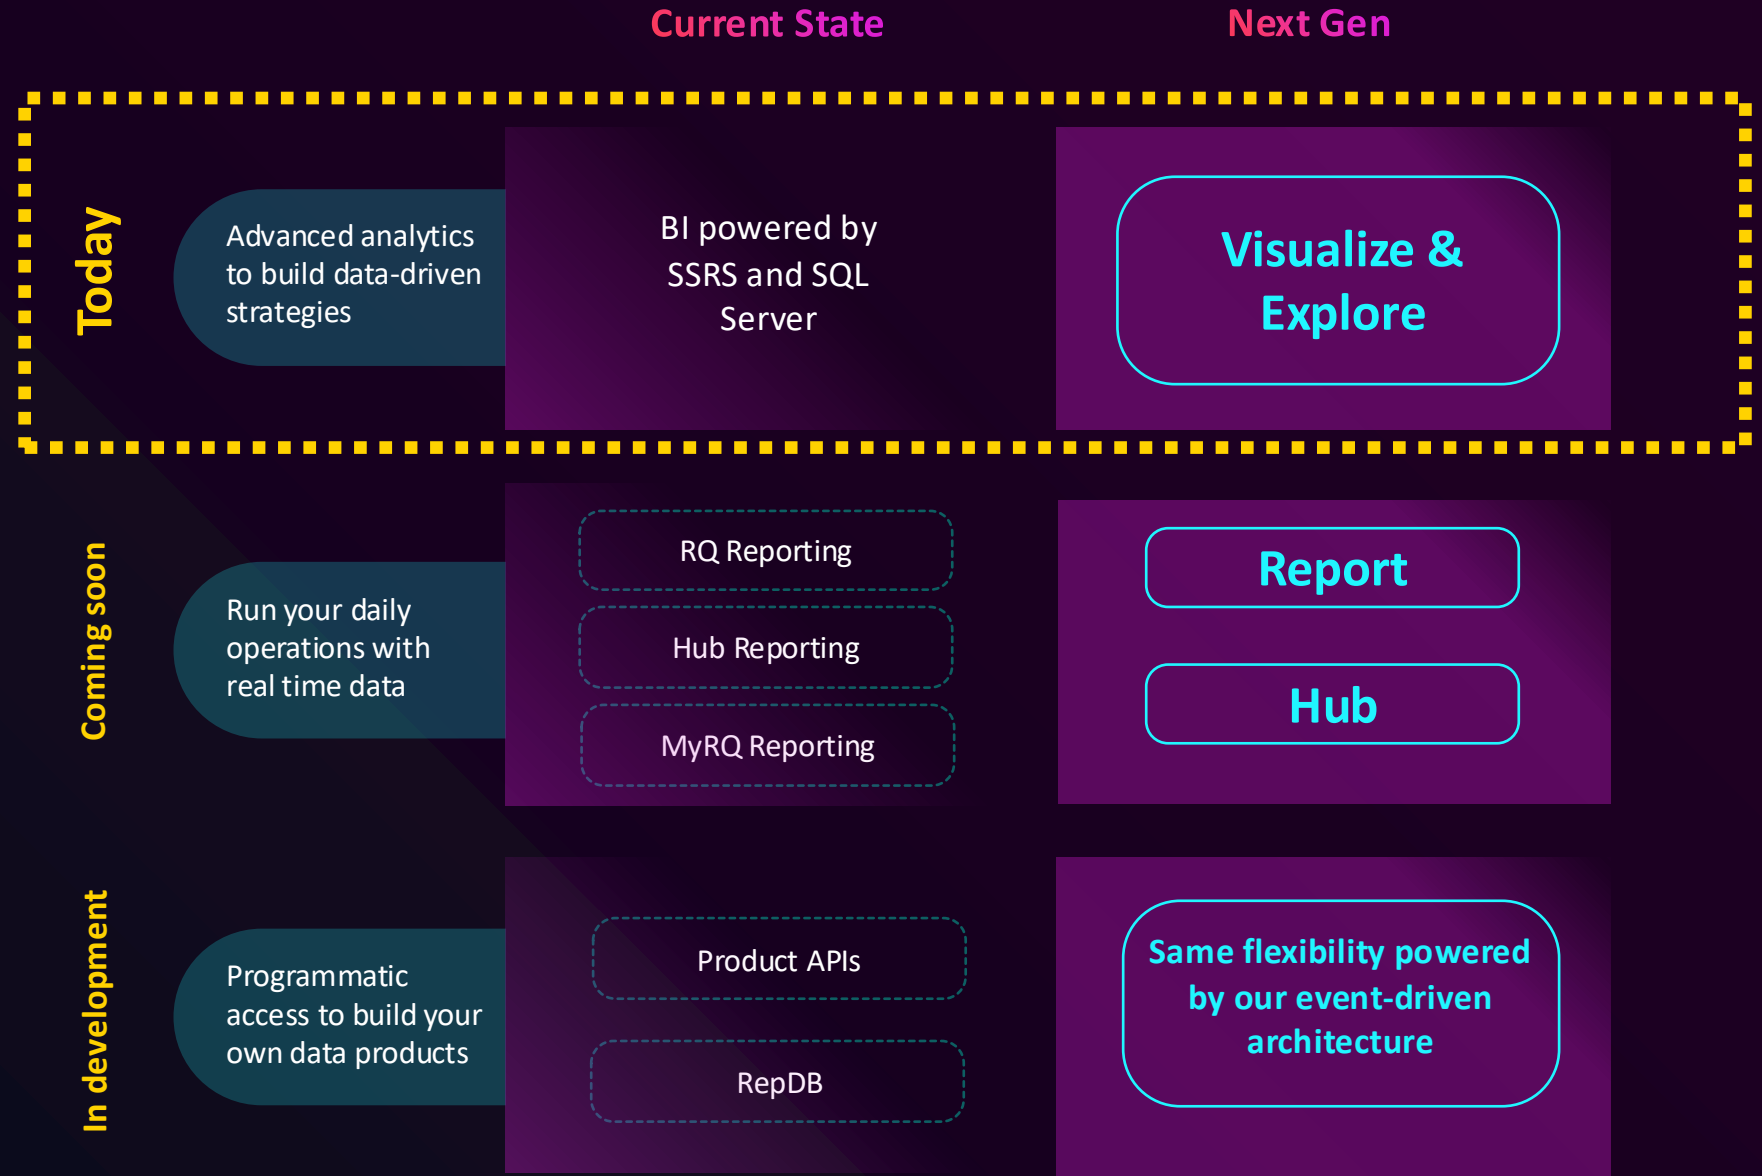 Current State
Next Gen
Today
Advanced analytics
to build data-driven
strategies
BI powered by
SSRS and SQL
Server
Visualize &
Explore
Coming soon
Run your daily
operations with
real time data
RQ Reporting
Hub Reporting
MyRQ Reporting
Report
Hub
In development
Programmatic
access to build your
own data products
Product APIs
RepDB
Same flexibility powered
by our event-driven
architecture